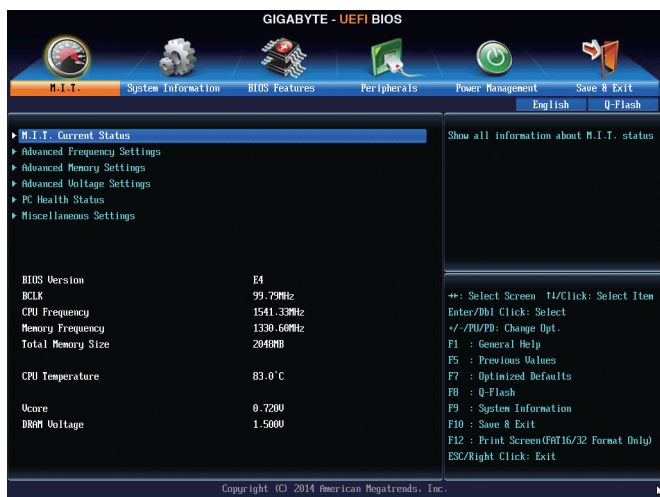 GIGABYTE - UEFI BIOS
M.I.T. System Information BIOS Features Peripherals Power Management Save & Exit
English Q-Flash
M.I.T. Current Status
Advanced Frequency Settings
Advanced Memory Settings
Advanced Voltage Settings
PC Health Status
Miscellaneous Settings
BIOS Version E4
BCLK 99.79MHz
CPU Frequency 1541.33MHz
Memory Frequency 1330.60MHz
Total Memory Size 2048MB
CPU Temperature 83.0°C
Vcore 0.720V
DRAM Voltage 1.500V
Show all information about M.I.T. status
→←: Select Screen ↑↓/Click: Select Item
Enter/Dbl Click: Select
+/-/PU/PD: Change Opt.
F1 : General Help
F5 : Previous Values
F7 : Optimized Defaults
F8 : Q-Flash
F9 : System Information
F10 : Save & Exit
F12 : Print Screen(FAT16/32 Format Only)
ESC/Right Click: Exit
Copyright (C) 2014 American Megatrends, Inc.